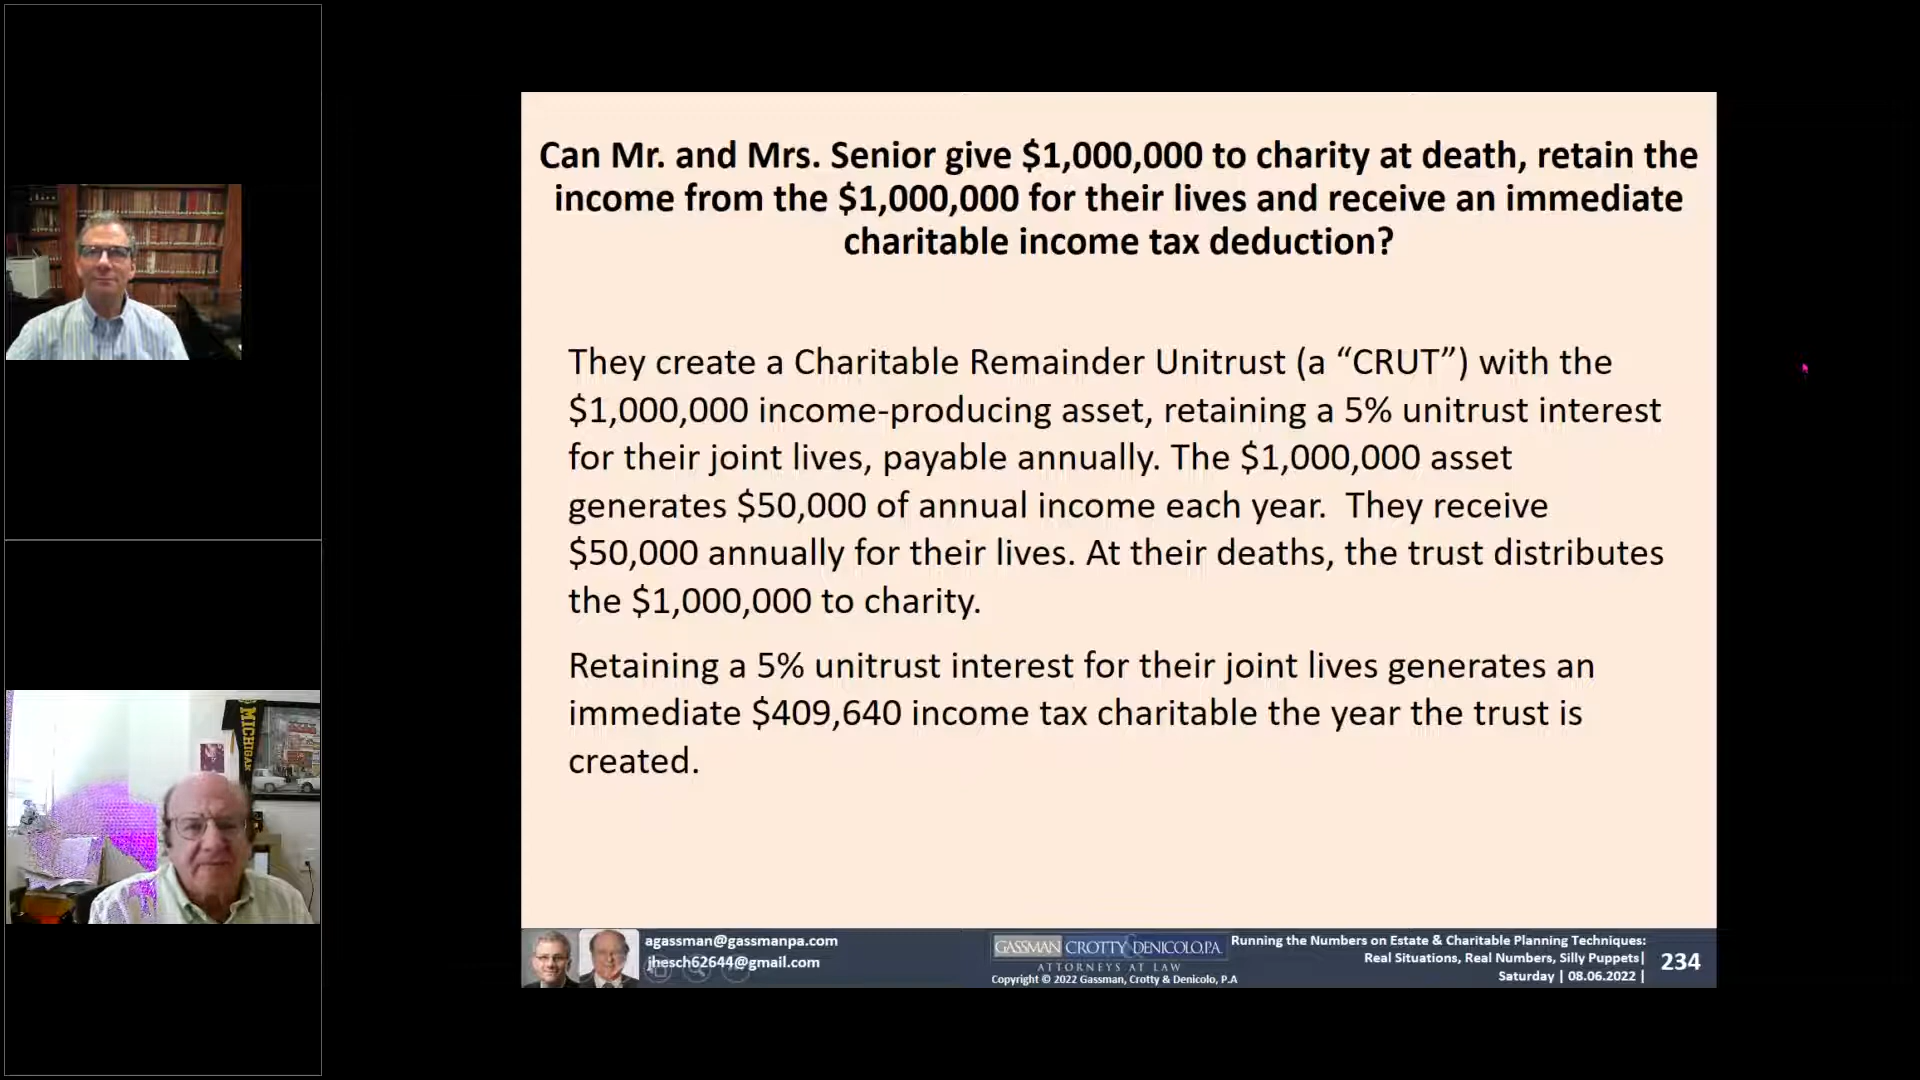 Can Mr. and Mrs. Senior give $1,000,000 to charity at death, retain the
income from the $1,000,000 for their lives and receive an immediate
charitable income tax deduction?
They create a Charitable Remainder Unitrust (a “CRUT”) with the
$1,000,000 income-producing asset, retaining a 5% unitrust interest
for their joint lives, payable annually. The $1,000,000 asset
generates $50,000 of annual income each year.  They receive
$50,000 annually for their lives. At their deaths, the trust distributes
the $1,000,000 to charity.
Retaining a 5% unitrust interest for their joint lives generates an
immediate $409,640 income tax charitable the year the trust is
created.
MICHIGAN
agassman@gassmanpa.com
jhesch62644@gmail.com
GASSMAN CROTTY & DENICOLO, P.A.
ATTORNEYS AT LAW
Copyright © 2022 Gassman, Crotty & Denicolo, P.A
Running the Numbers on Estate & Charitable Planning Techniques:
Real Situations, Real Numbers, Silly Puppets|
Saturday | 08.06.2022 |
234